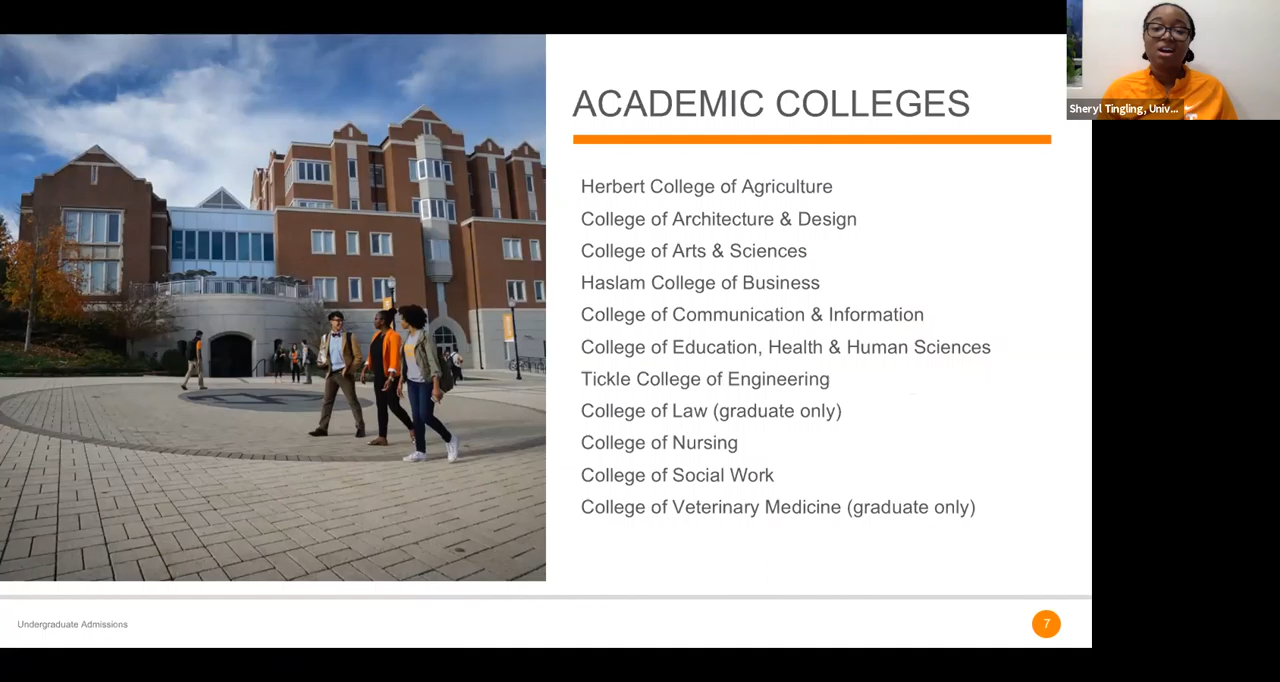 ACADEMIC COLLEGES
Sheryl Tingling, Univ...
Herbert College of Agriculture
College of Architecture & Design
College of Arts & Sciences
Haslam College of Business
College of Communication & Information
College of Education, Health & Human Sciences
Tickle College of Engineering
College of Law (graduate only)
College of Nursing
College of Social Work
College of Veterinary Medicine (graduate only)
Undergraduate Admissions
7